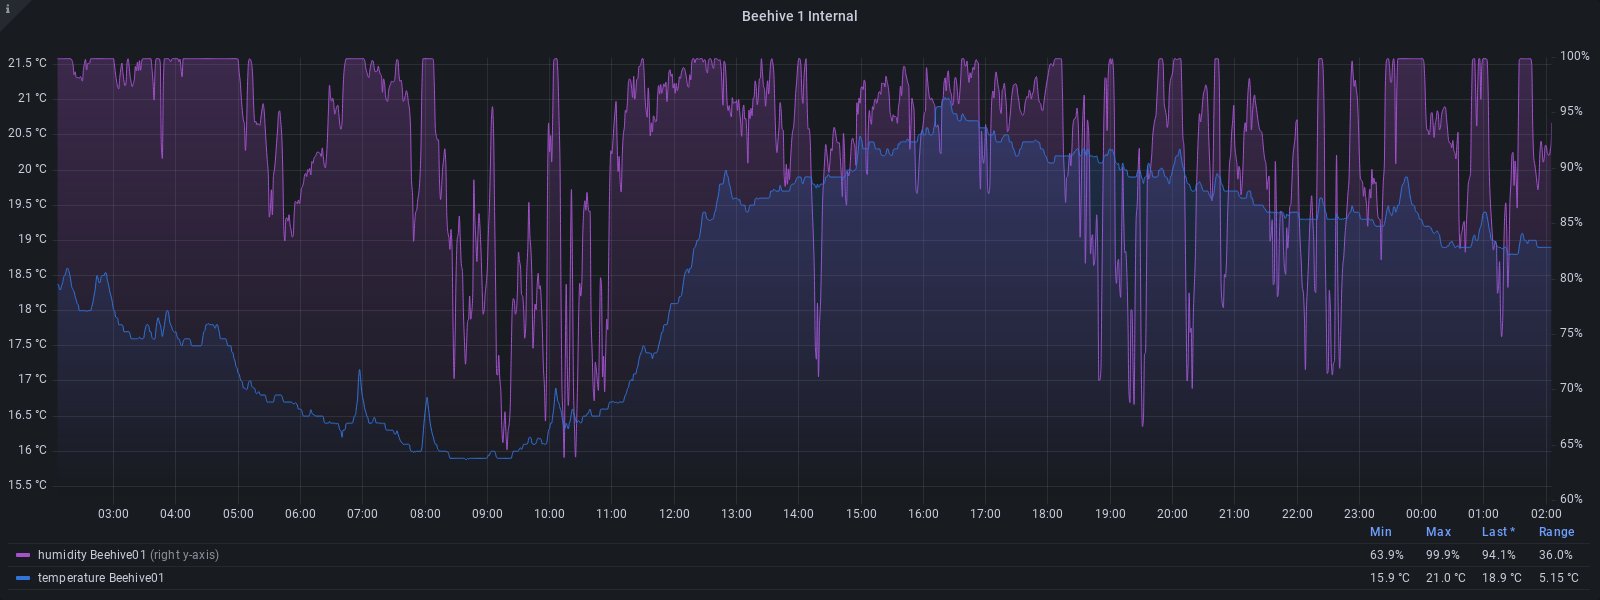 i
Beehive 1 Internal
21.5 °C 100%
21 °C 95%
20.5 °C
20 °C 90%
19.5 °C 85%
19 °C
18.5 °C 80%
18 °C
17.5 °C 75%
17 °C 70%
16.5 °C
16 °C 65%
15.5 °C 60%
03:00 04:00 05:00 06:00 07:00 08:00 09:00 10:00 11:00 12:00 13:00 14:00 15:00 16:00 17:00 18:00 19:00 20:00 21:00 22:00 23:00 00:00 01:00 02:00
Min Max Last * Range
humidity Beehive01 (right y-axis) 63.9% 99.9% 94.1% 36.0%
temperature Beehive01 15.9 °C 21.0 °C 18.9 °C 5.15 °C